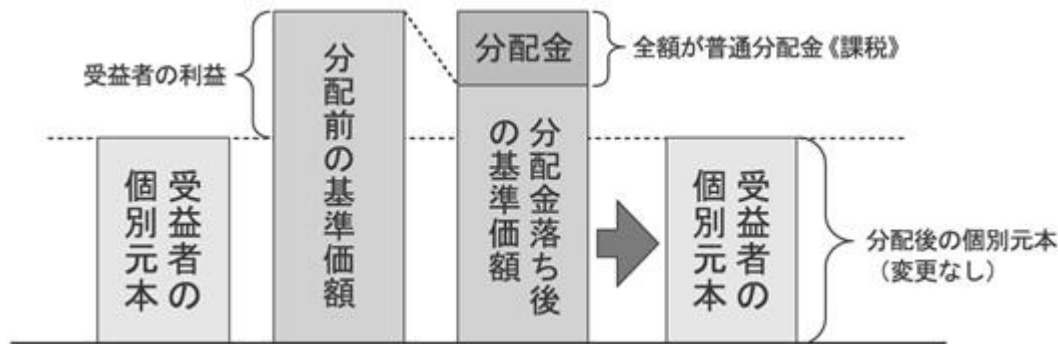 受益者の利益
受益者の
個別元本
分配前の基準価額
分配金
全額が普通分配金《課税》
分配金落ち後
の基準価額
受益者の
個別元本
分配後の個別元本
（変更なし）